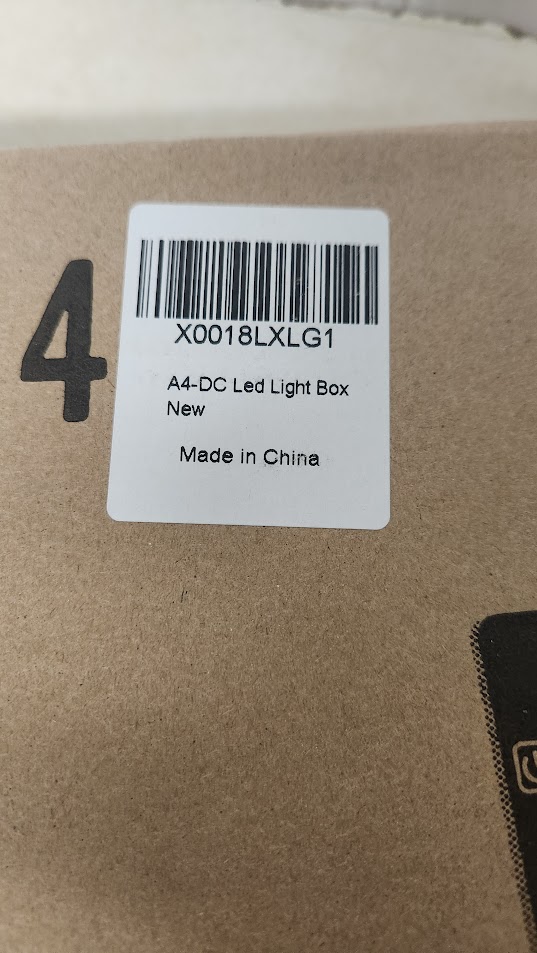 4
X0018LXLG1
A4-DC Led Light Box
New
Made in China